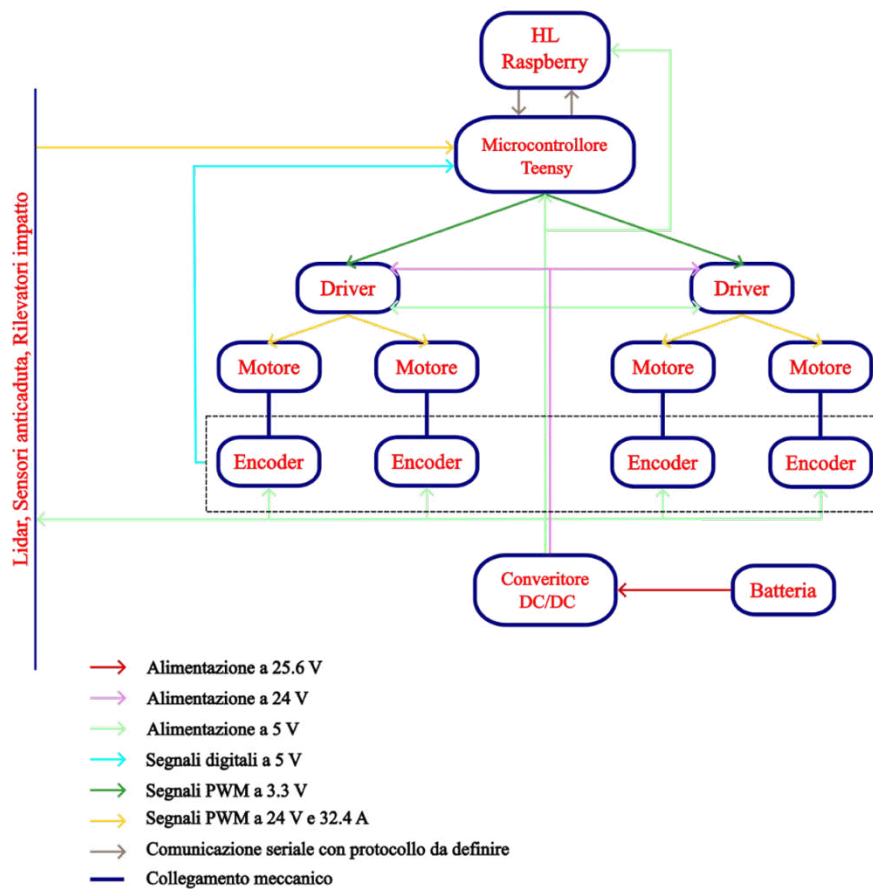 HL
Raspberry
Microcontrollore
Teensy
Lidar, Sensori anticaduta, Rilevatori impatto
Driver
Driver
Motore
Motore
Motore
Motore
Encoder
Encoder
Encoder
Encoder
Converitore
DC/DC
Batteria
Alimentazione a 25.6 V
Alimentazione a 24 V
Alimentazione a 5 V
Segnali digitali a 5 V
Segnali PWM a 3.3 V
Segnali PWM a 24 V e 32.4 A
Comunicazione seriale con protocollo da definire
Collegamento meccanico